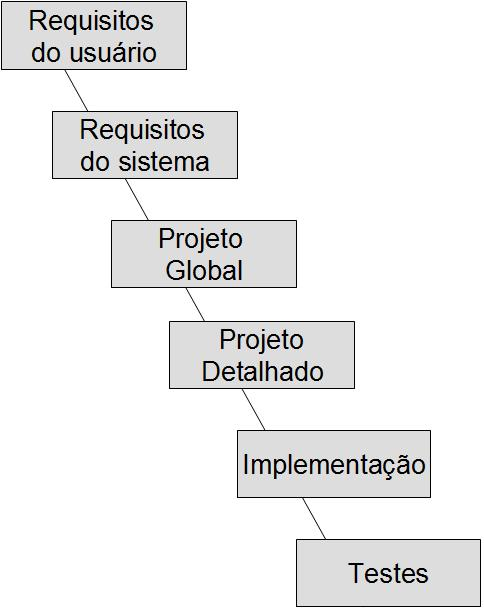 Requisitos
do usuário
Requisitos
do sistema
Projeto
Global
Projeto
Detalhado
Implementação
Testes